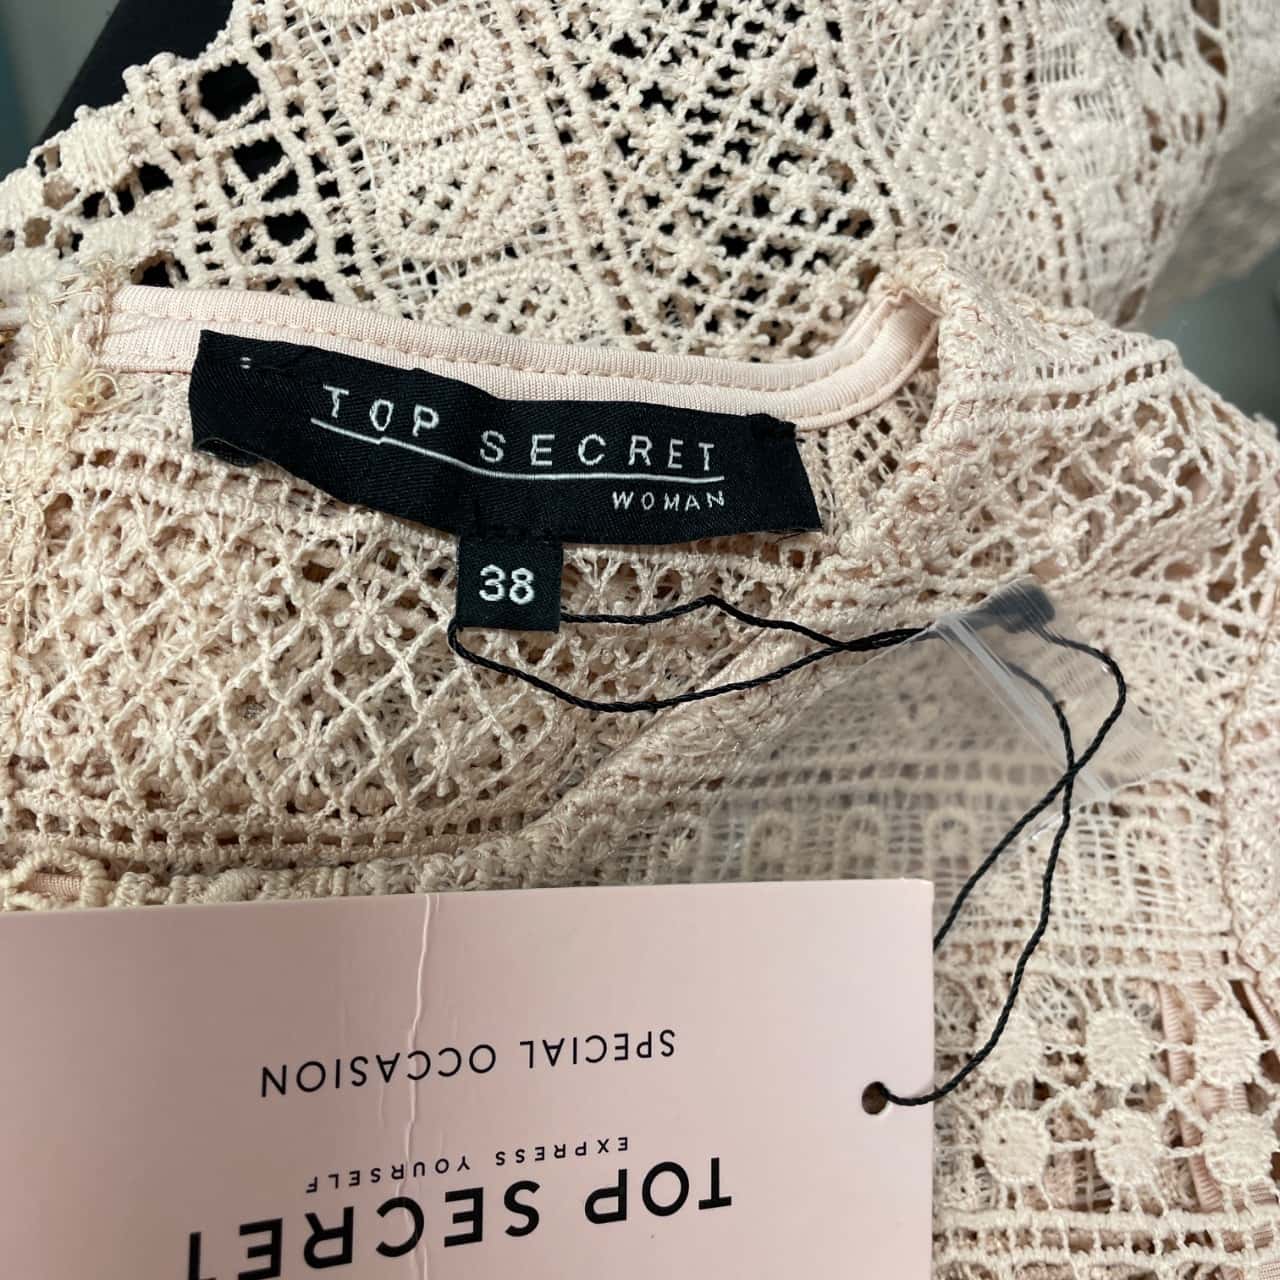 TOP SECRET
WOMAN
38
TOP SECRET
EXPRESS YOURSELF
SPECIAL OCCASION